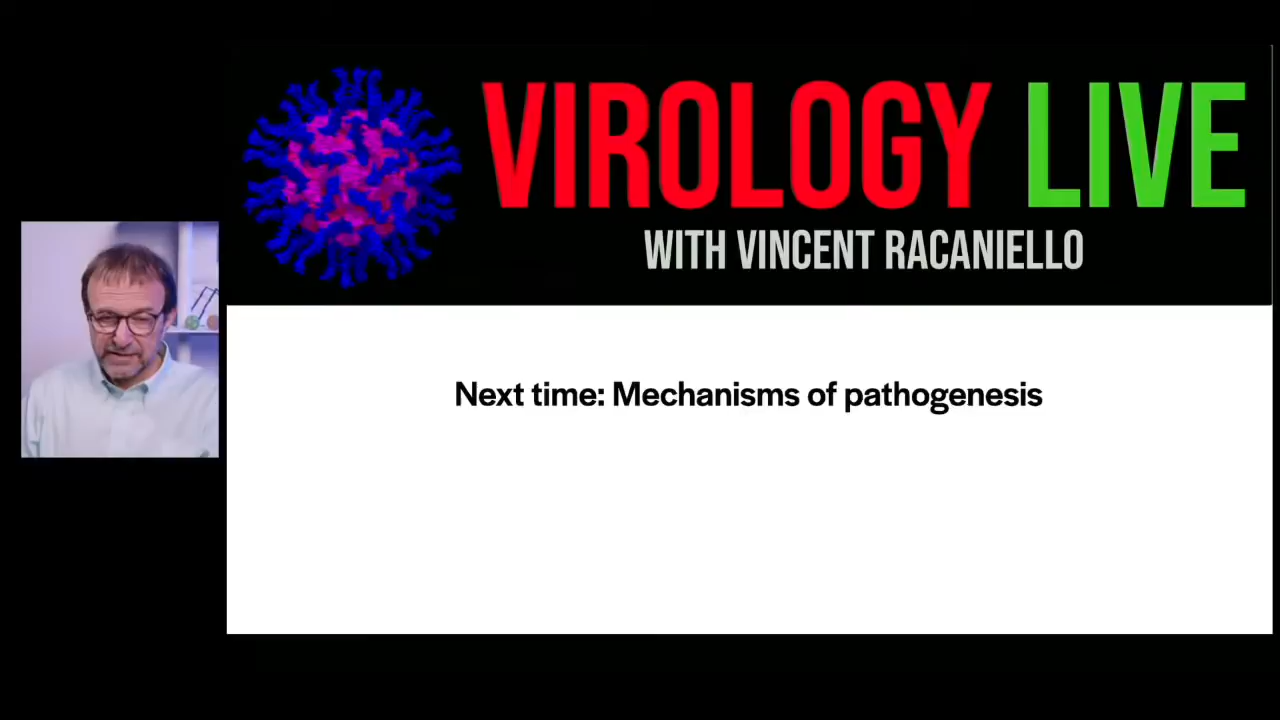 VIROLOGY LIVE
WITH VINCENT RACANIELLO
Next time: Mechanisms of pathogenesis